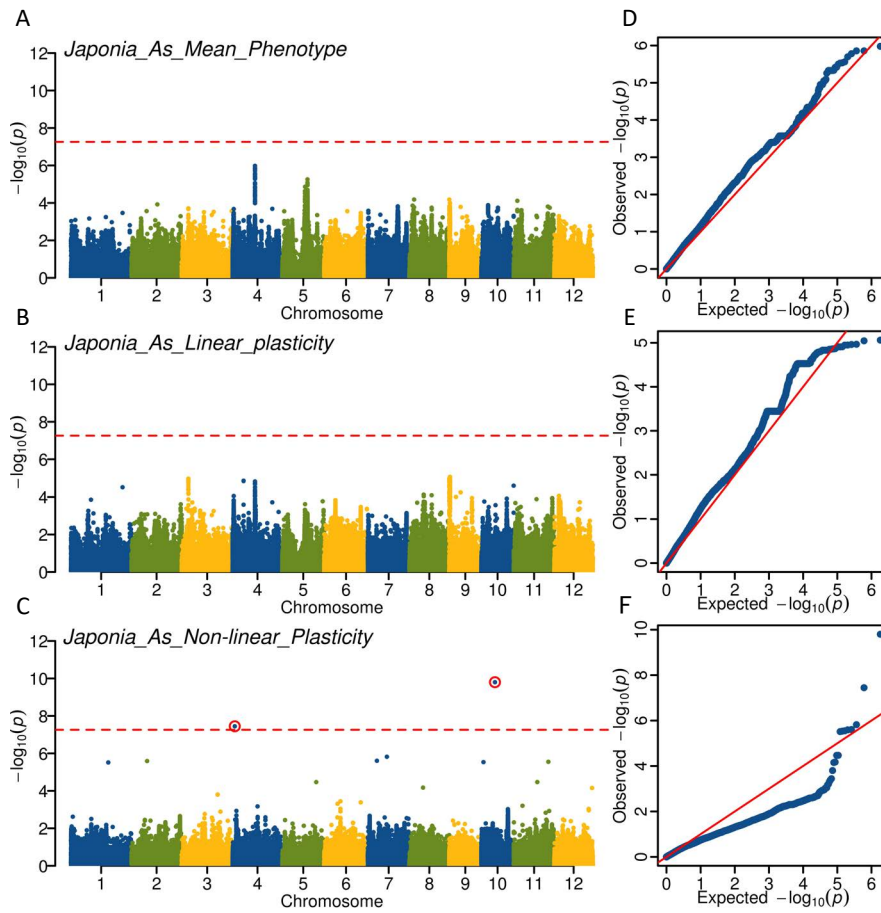 A
Japonia_As_Mean_Phenotype
12
10
8
6
4
2
0
−log10(p)
1 2 3 4 5 6 7 8 9 10 11 12
Chromosome
D
6
5
4
3
2
1
0
Observed −log10(p)
0 1 2 3 4 5 6
Expected −log10(p)
B
Japonia_As_Linear_plasticity
12
10
8
6
4
2
0
−log10(p)
1 2 3 4 5 6 7 8 9 10 11 12
Chromosome
E
5
4
3
2
1
0
Observed −log10(p)
0 1 2 3 4 5 6
Expected −log10(p)
C
Japonia_As_Non-linear_Plasticity
12
10
8
6
4
2
0
−log10(p)
1 2 3 4 5 6 7 8 9 10 11 12
Chromosome
F
10
8
6
4
2
0
Observed −log10(p)
0 1 2 3 4 5 6
Expected −log10(p)